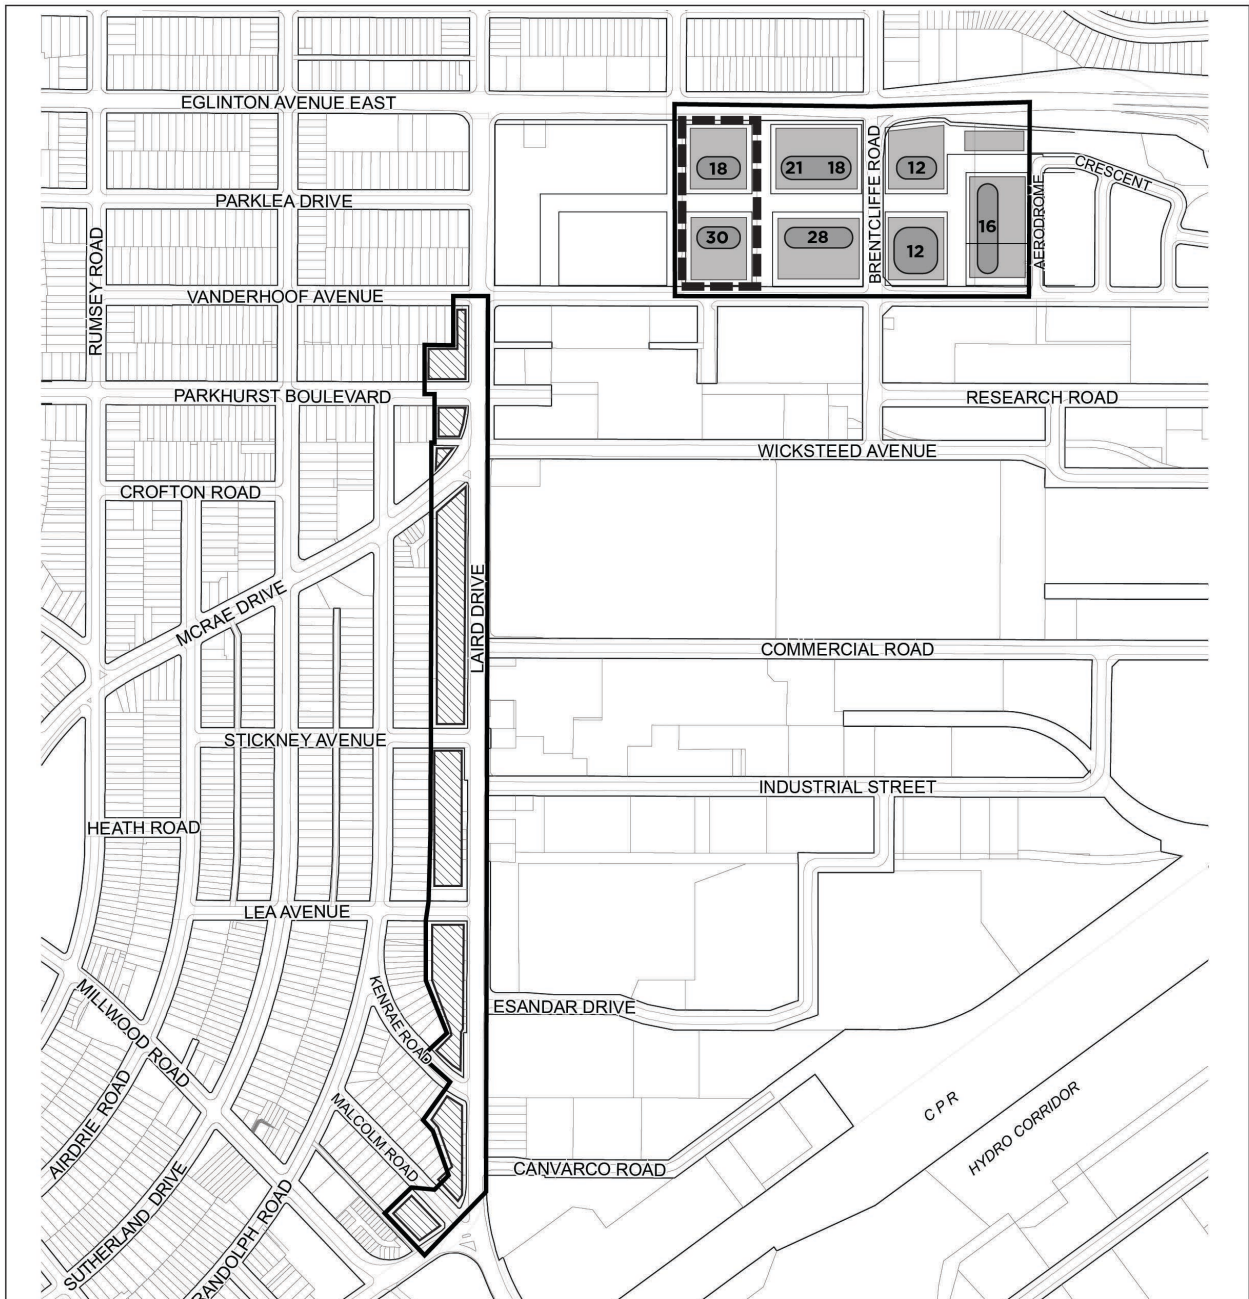 EGLINTON AVENUE EAST
BRENTCLIFFE ROAD
18
21 18
12
CRESCENT
PARKLEA DRIVE
RUMSEY ROAD
30
28
12
16
AERODROME
VANDERHOOF AVENUE
PARKHURST BOULEVARD
RESEARCH ROAD
WICKSTEED AVENUE
CROFTON ROAD
MCRAE DRIVE
LAIRD DRIVE
COMMERCIAL ROAD
STICKNEY AVENUE
INDUSTRIAL STREET
HEATH ROAD
LEA AVENUE
MILLWOOD ROAD
KENRAE ROAD
ESANDAR DRIVE
AIRDRIE ROAD
MALCOLM ROAD
C P R
HYDRO CORRIDOR
CANVARCO ROAD
SUTHERLAND DRIVE
RANDOLPH ROAD